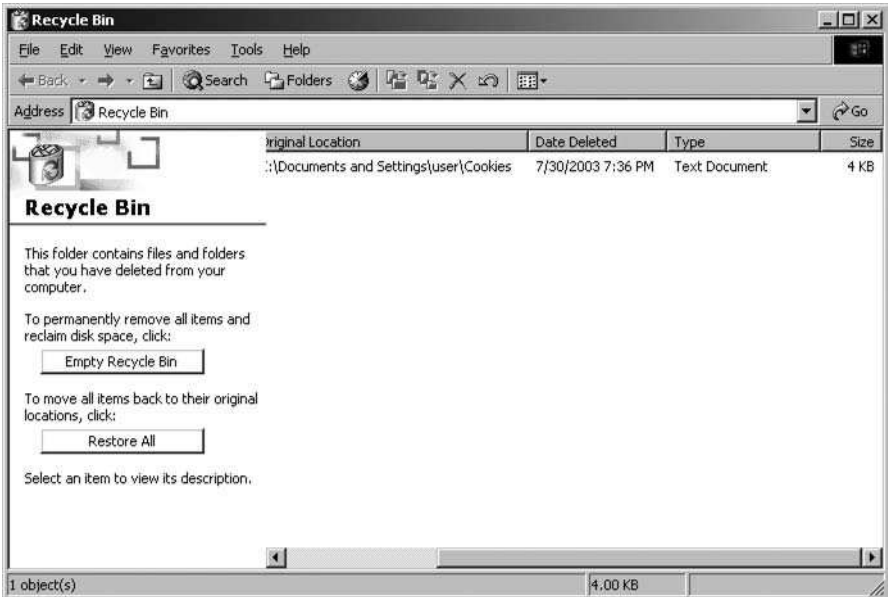 Recycle Bin
File Edit View Favorites Tools Help
Back Search Folders
Address Recycle Bin Go
riginal Location Date Deleted Type Size
:\Documents and Settings\user\Cookies 7/30/2003 7:36 PM Text Document 4 KB
Recycle Bin
This folder contains files and folders
that you have deleted from your
computer.
To permanently remove all items and
reclaim disk space, click:
Empty Recycle Bin
To move all items back to their original
locations, click:
Restore All
Select an item to view its description.
1 object(s) 4.00 KB